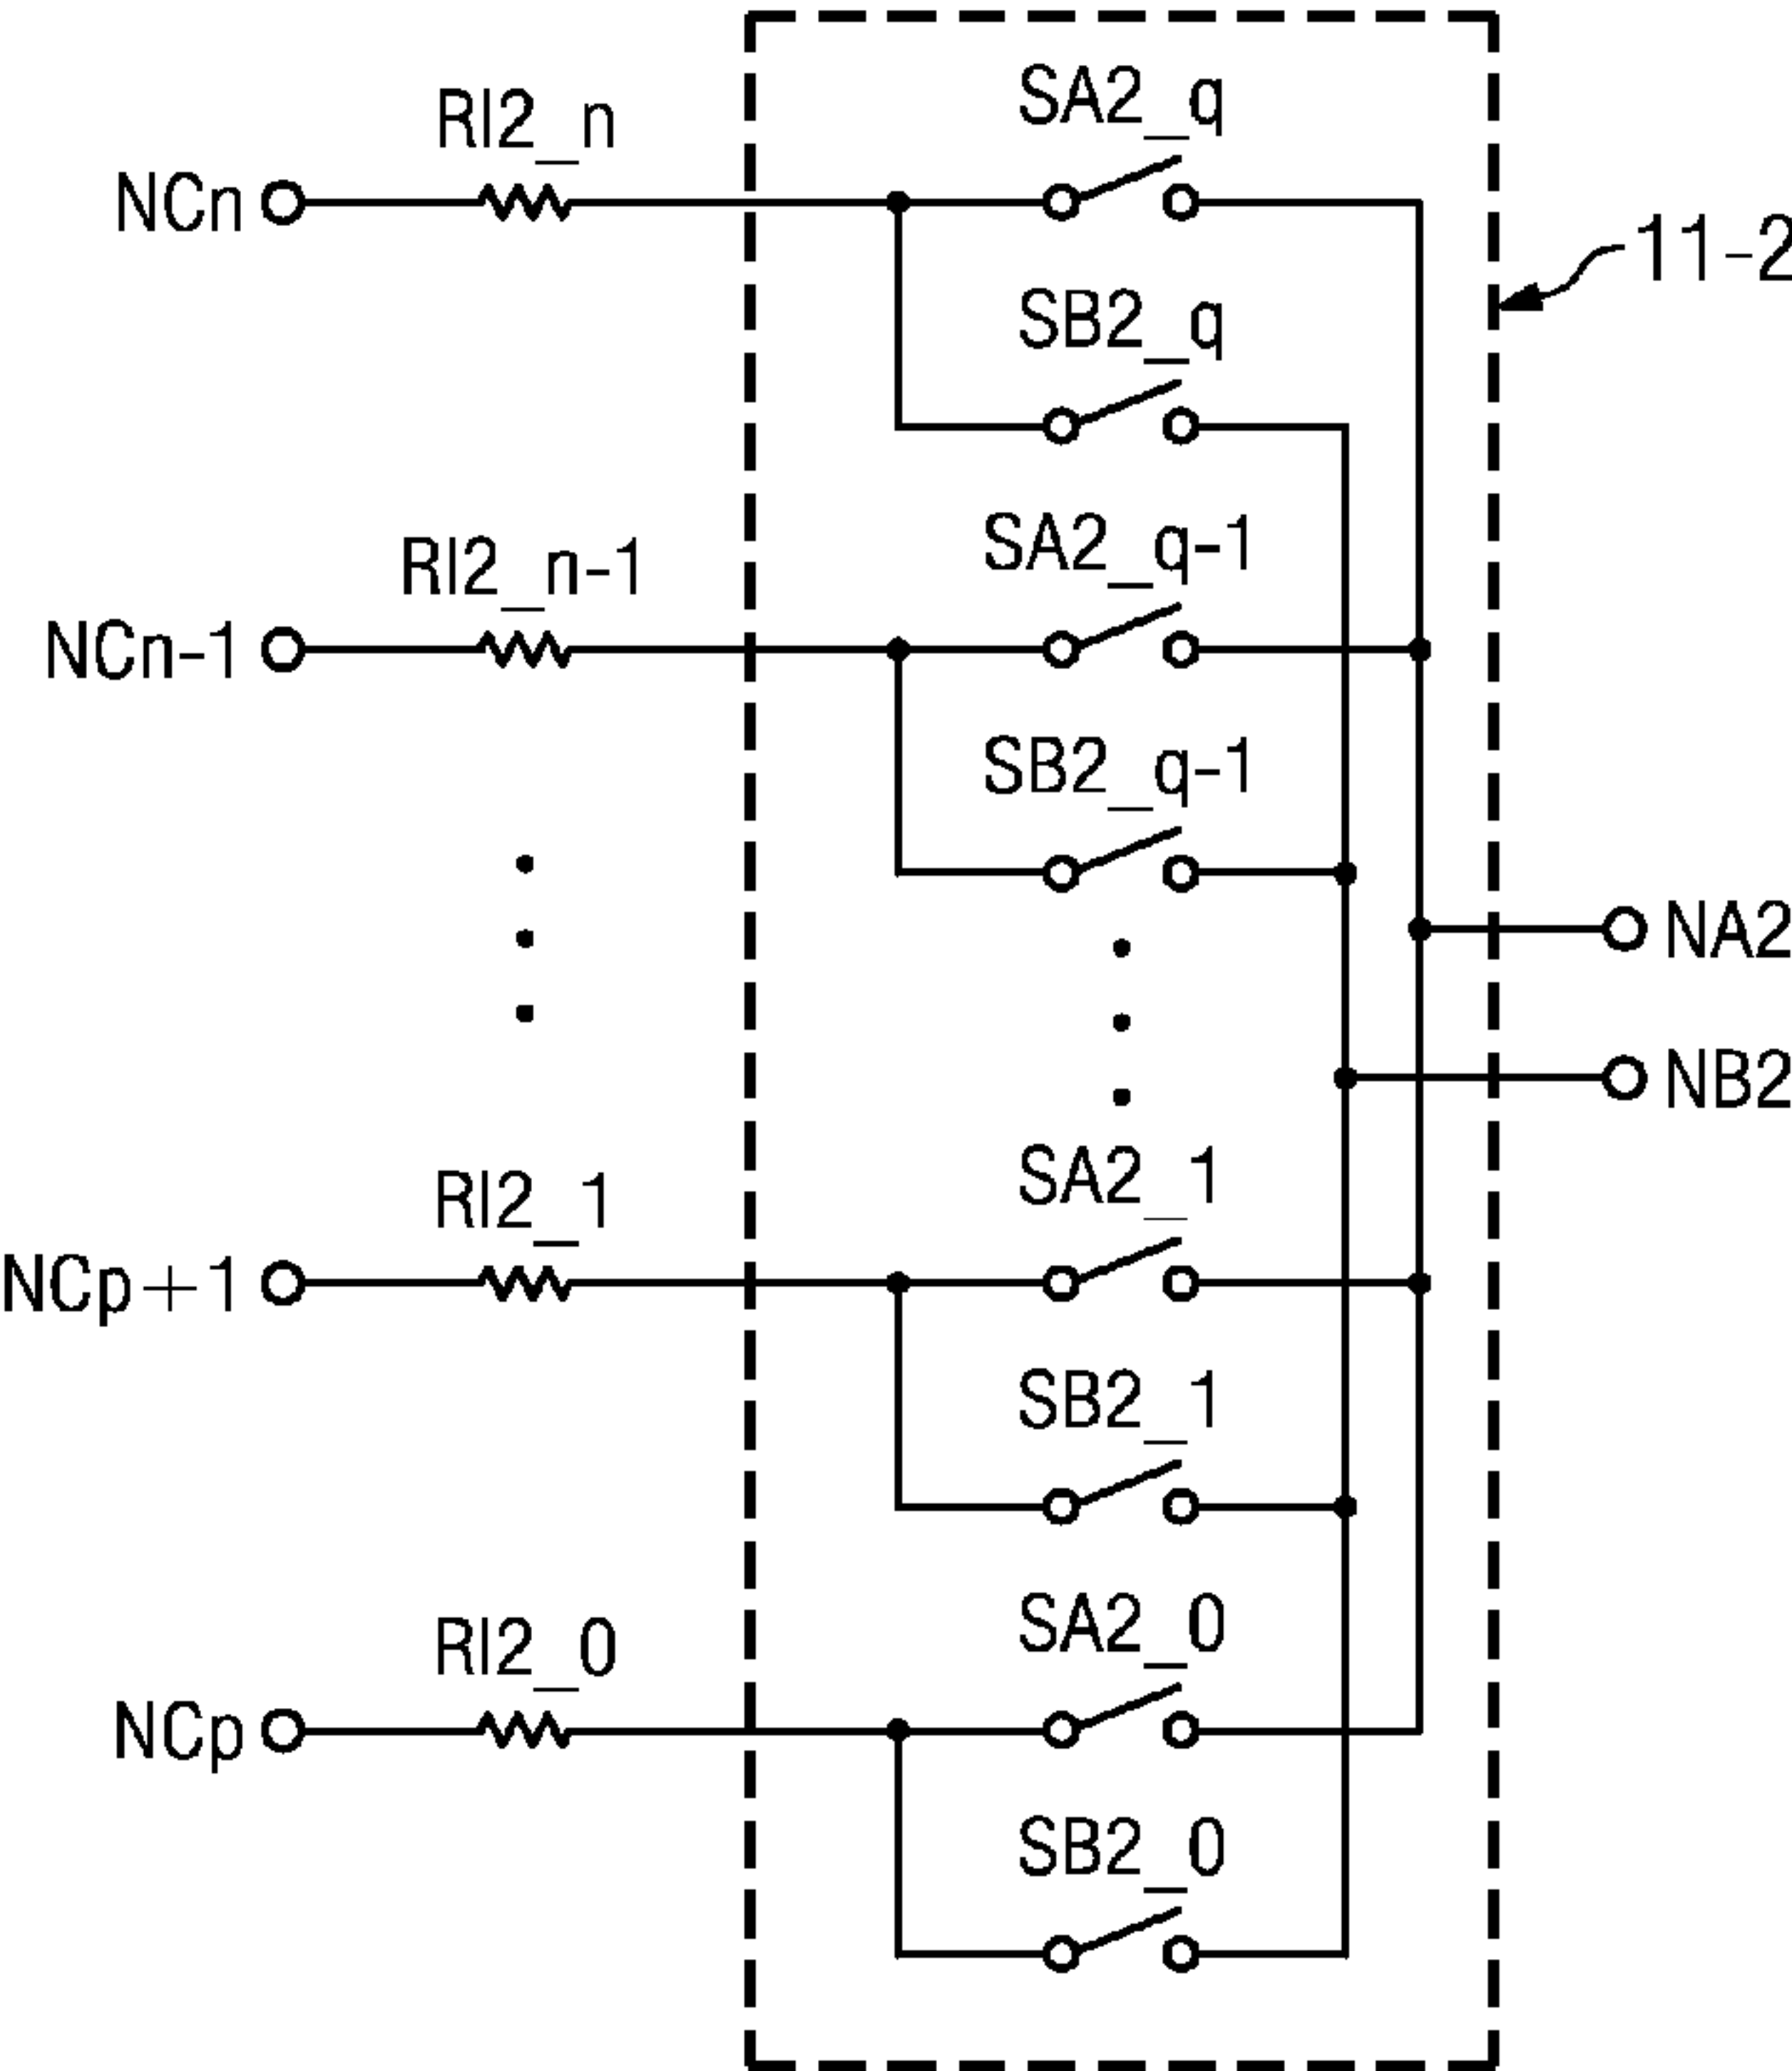 SA2_q
RI2_n
NCn
11-2
SB2_q
SA2_q-1
RI2_n-1
NCn-1
SB2_q-1
NA2
NB2
SA2_1
RI2_1
NCp+1
SB2_1
SA2_0
RI2_0
NCp
SB2_0